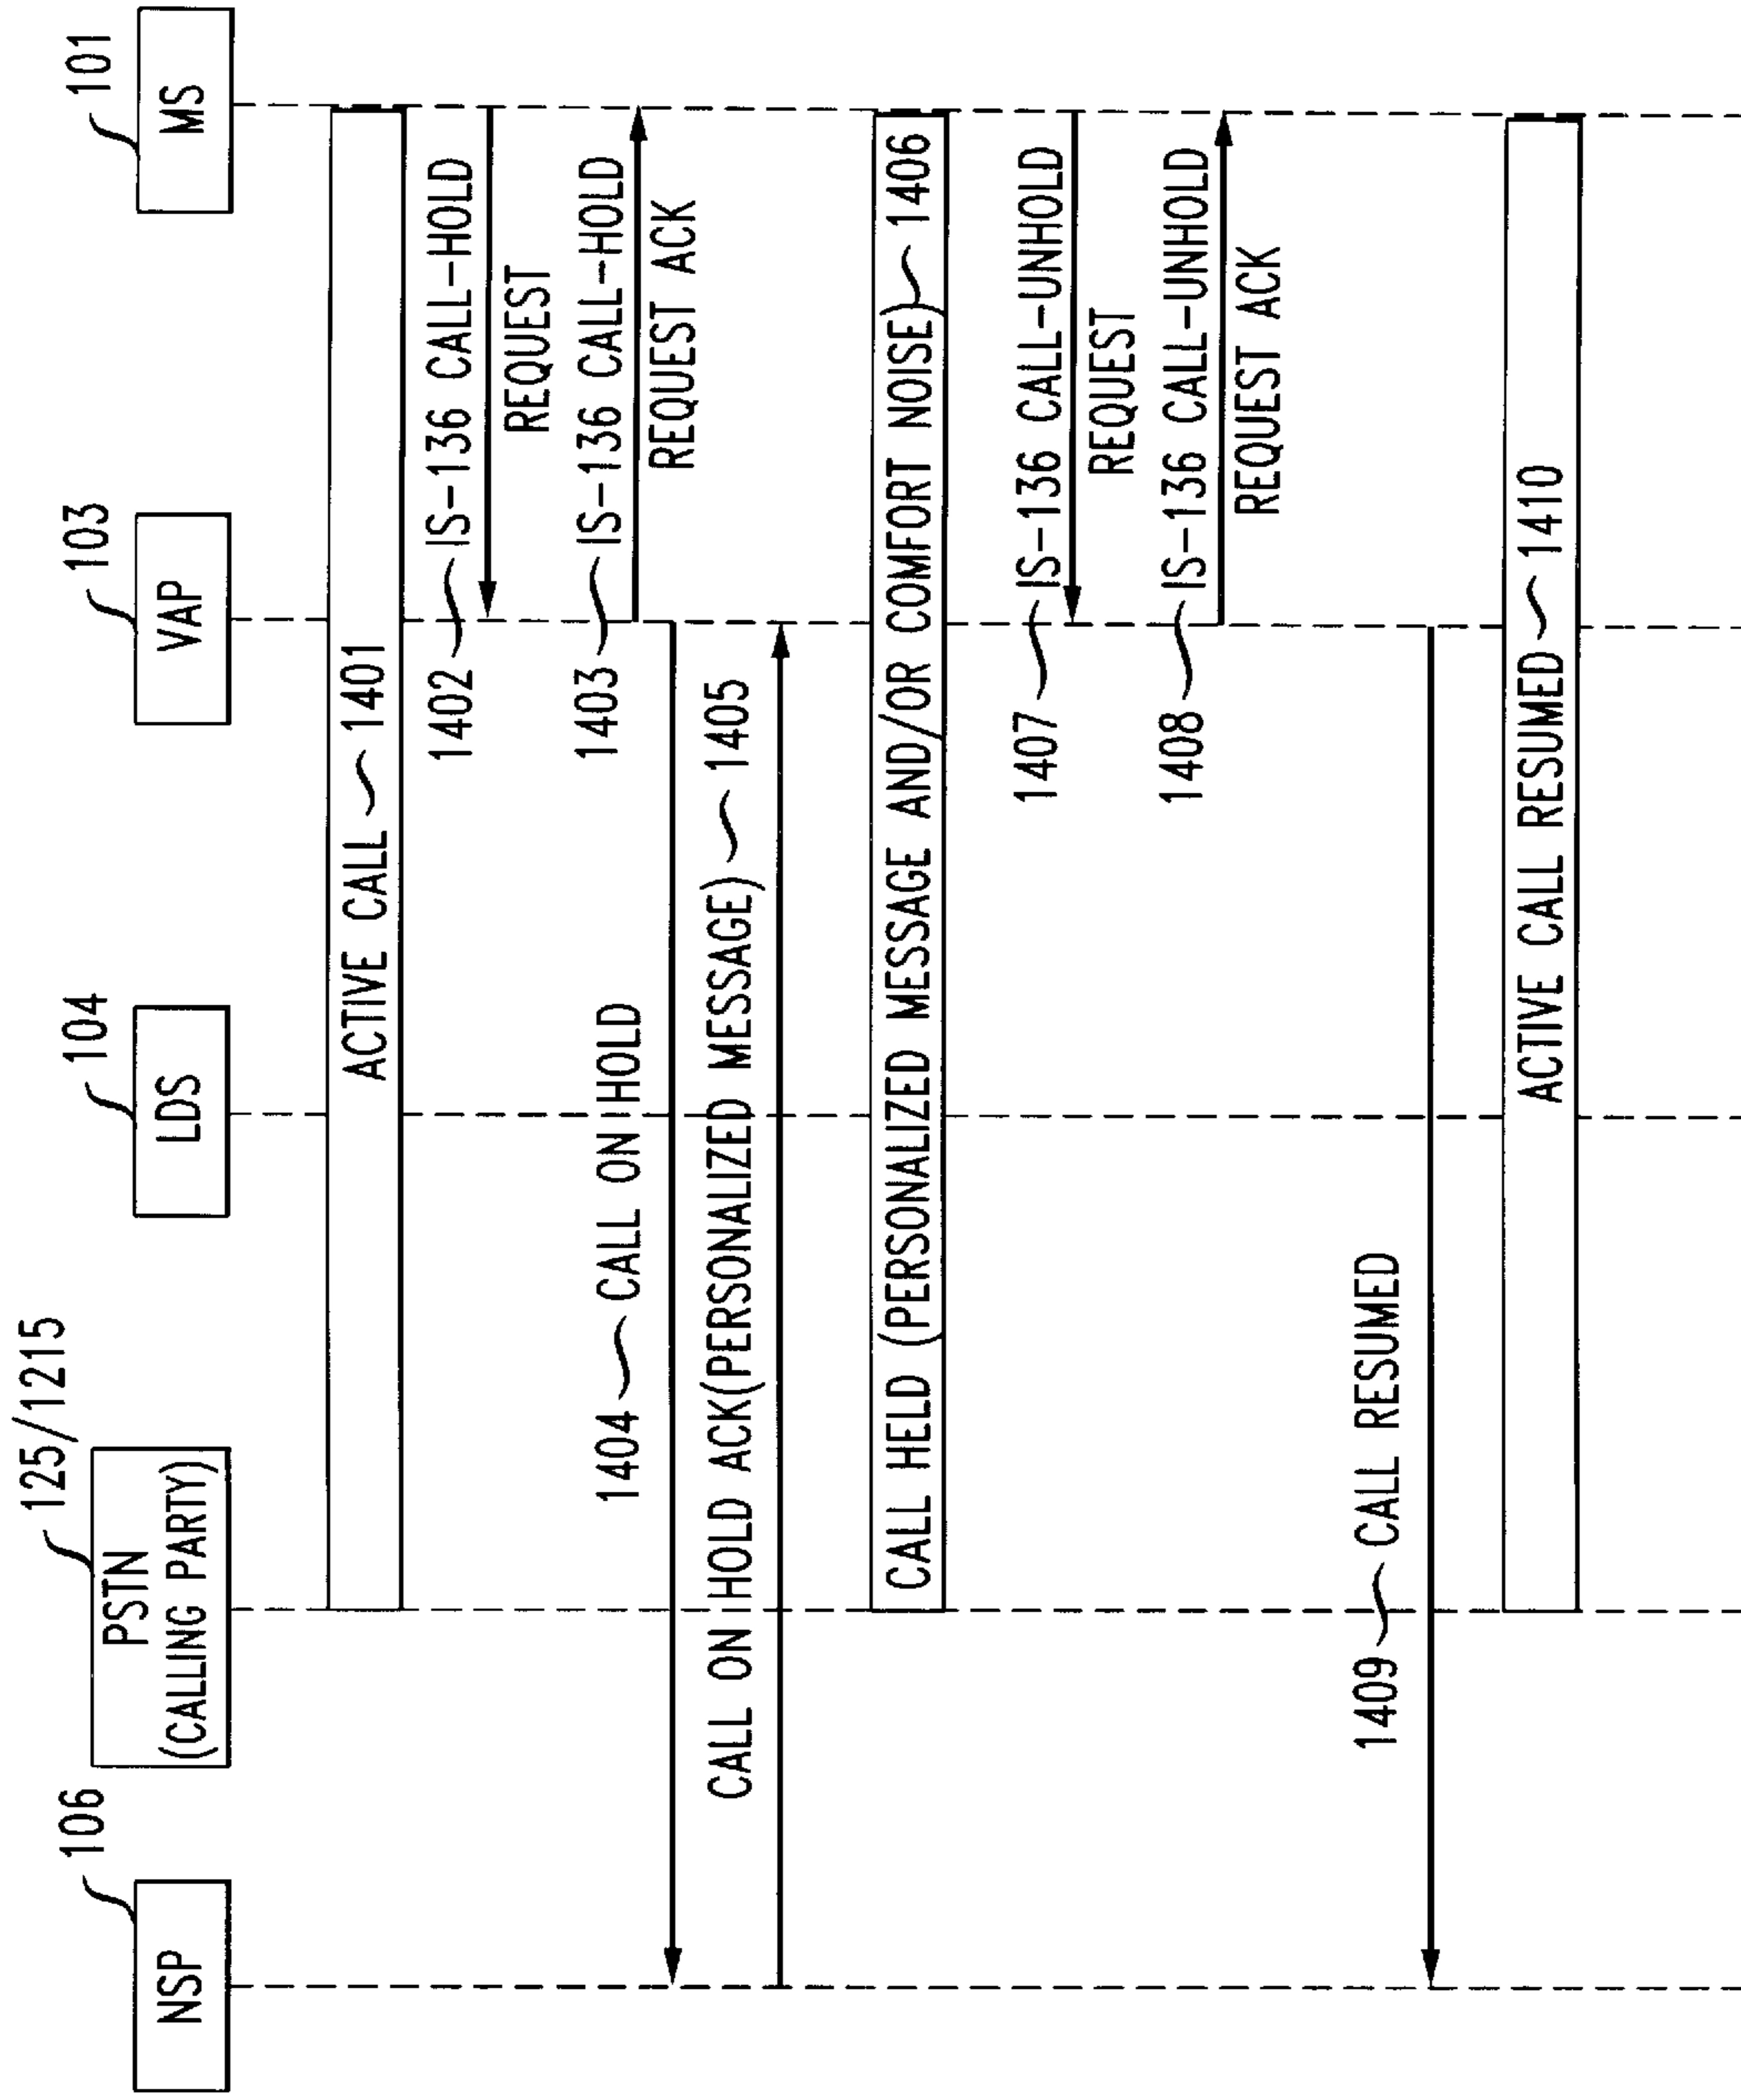 NSP
106
PSTN
(CALLING PARTY)
125/1215
LDS
104
VAP
103
MS
101
ACTIVE CALL 1401
1402 IS-136 CALL-HOLD
REQUEST
1403 IS-136 CALL-HOLD
REQUEST ACK
1404 CALL ON HOLD
CALL ON HOLD ACK(PERSONALIZED MESSAGE) 1405
CALL HELD (PERSONALIZED MESSAGE AND/OR COMFORT NOISE) 1406
1407 IS-136 CALL-UNHOLD
REQUEST
1408 IS-136 CALL-UNHOLD
REQUEST ACK
1409 CALL RESUMED
ACTIVE CALL RESUMED 1410